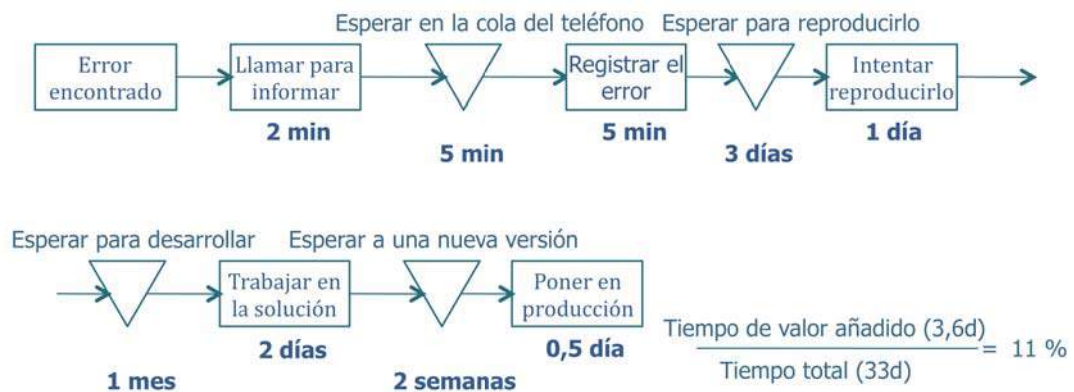 Esperar en la cola del teléfono
Esperar para reproducirlo
Error
encontrado
Llamar para
informar
Registrar el
error
Intentar
reproducirlo
2 min
5 min
5 min
3 días
1 día
Esperar para desarrollar
Esperar a una nueva versión
Trabajar en
la solución
Poner en
producción
1 mes
2 días
2 semanas
0,5 día
Tiempo de valor añadido (3,6d)
Tiempo total (33d)
= 11 %